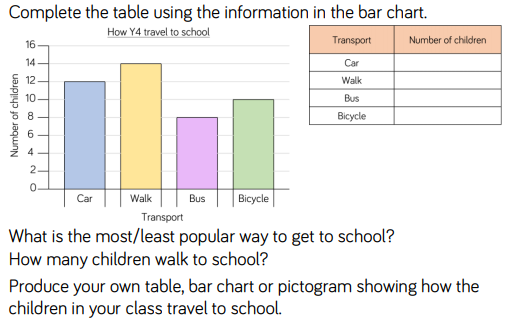 Complete the table using the information in the bar chart.
How Y4 travel to school
Number of children
16
14
12
10
8
6
4
2
0
Car Walk Bus Bicycle
Transport
Transport Number of children
Car
Walk
Bus
Bicycle
What is the most/least popular way to get to school?
How many children walk to school?
Produce your own table, bar chart or pictogram showing how the
children in your class travel to school.